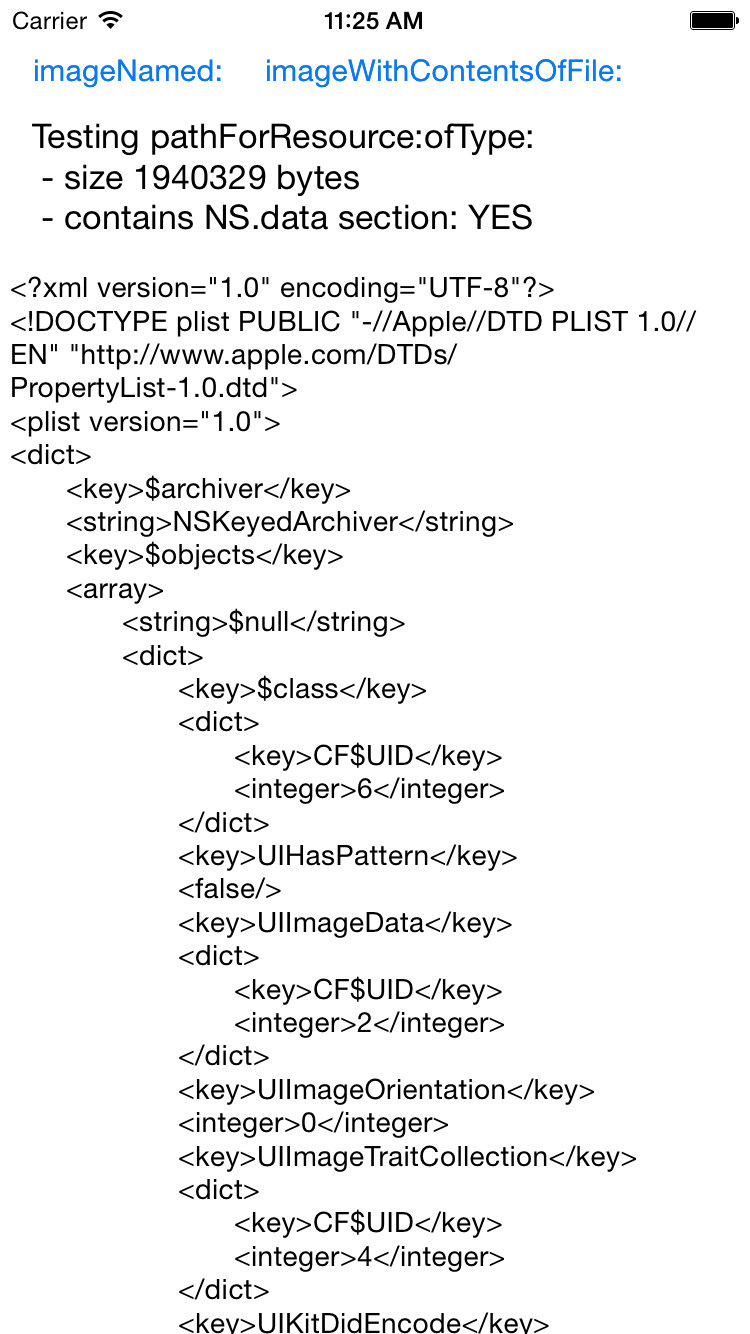 Carrier 11:25 AM
imageNamed: imageWithContentsOfFile:
Testing pathForResource:ofType:
- size 1940329 bytes
- contains NS.data section: YES
<?xml version="1.0" encoding="UTF-8"?>
<!DOCTYPE plist PUBLIC "-//Apple//DTD PLIST 1.0//
EN" "http://www.apple.com/DTDs/
PropertyList-1.0.dtd">
<plist version="1.0">
<dict>
	<key>$archiver</key>
	<string>NSKeyedArchiver</string>
	<key>$objects</key>
	<array>
		<string>$null</string>
		<dict>
			<key>$class</key>
			<dict>
				<key>CF$UID</key>
				<integer>6</integer>
			</dict>
			<key>UIHasPattern</key>
			<false/>
			<key>UIImageData</key>
			<dict>
				<key>CF$UID</key>
				<integer>2</integer>
			</dict>
			<key>UIImageOrientation</key>
			<integer>0</integer>
			<key>UIImageTraitCollection</key>
			<dict>
				<key>CF$UID</key>
				<integer>4</integer>
			</dict>
			<key>UIKitDidEncode</key>